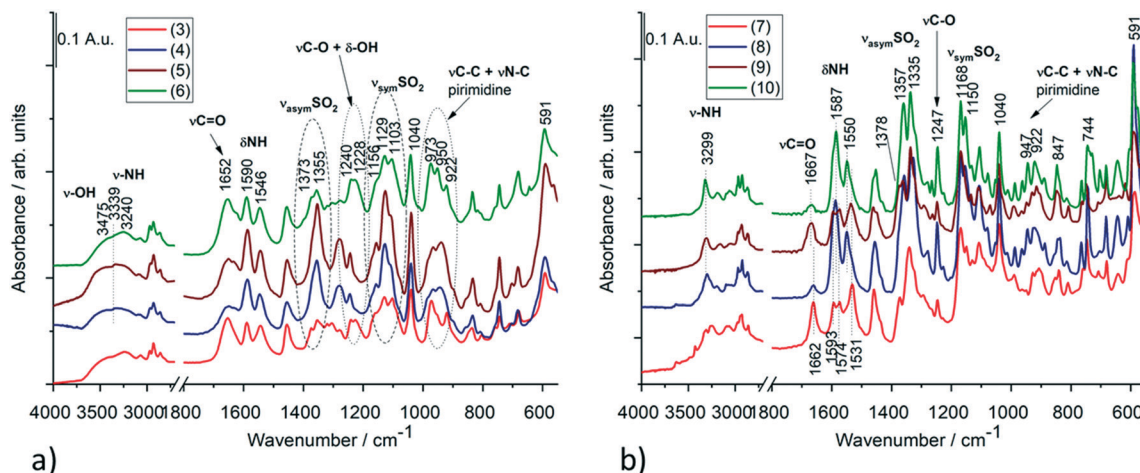 0.1 A.u.
(3)
(4)
(5)
(6)
νC-O + δ-OH
νasymSO2
νsymSO2
νC-C + νN-C
pirimidine
νC=O
δNH
ν-OH
ν-NH
3475
3339
3240
1652
1590
1546
1373
1355
1240
1228
1156
1129
1103
1040
973
950
922
591
Absorbance / arb. units
4000 3500 3000 1800 1600 1400 1200 1000 800 600
Wavenumber / cm-1
a)
0.1 A.u.
(7)
(8)
(9)
(10)
νC-O
νasymSO2
νsymSO2
νC-C + νN-C
pirimidine
δNH
ν-NH
νC=O
3299
1667
1587
1550
1378
1357
1335
1247
1168
1150
1040
947
922
847
744
591
1662
1593
1574
1531
Absorbance / arb. units
4000 3500 3000 1800 1600 1400 1200 1000 800 600
Wavenumber / cm-1
b)